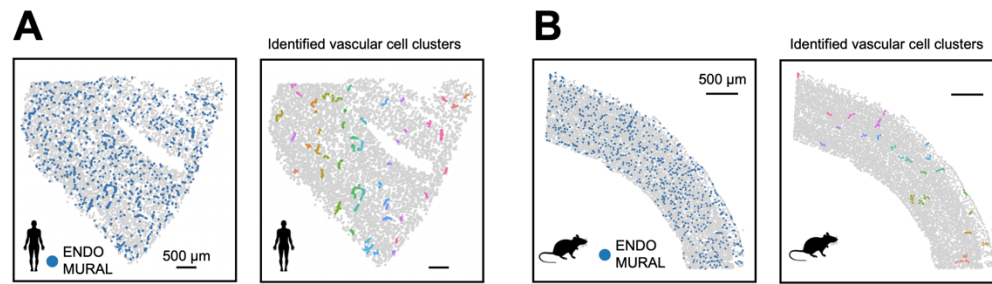 A
Identified vascular cell clusters
ENDO
MURAL
500 µm
B
Identified vascular cell clusters
500 µm
ENDO
MURAL